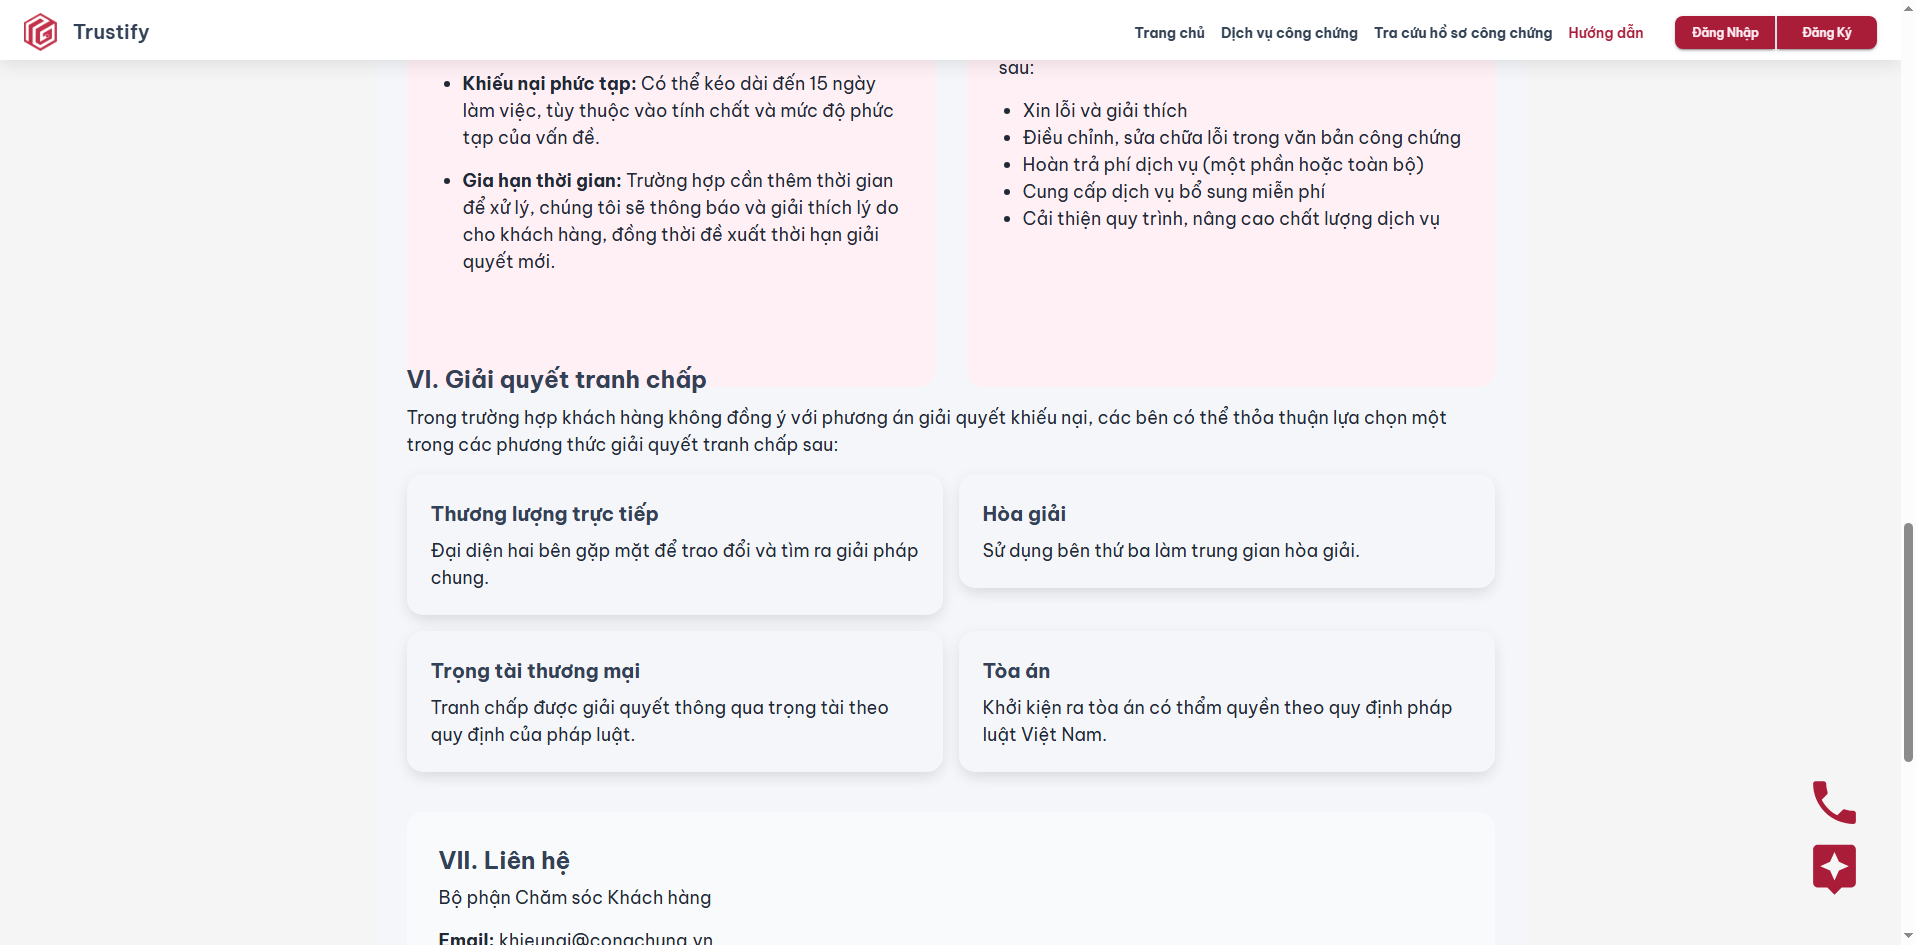 Trustify
Trang chủ
Dịch vụ công chứng
Tra cứu hồ sơ công chứng
Hướng dẫn
Đăng Nhập
Đăng Ký
Khiếu nại phức tạp: Có thể kéo dài đến 15 ngày
làm việc, tùy thuộc vào tính chất và mức độ phức
tạp của vấn đề.
Gia hạn thời gian: Trường hợp cần thêm thời gian
để xử lý, chúng tôi sẽ thông báo và giải thích lý do
cho khách hàng, đồng thời đề xuất thời hạn giải
quyết mới.
sau:
Xin lỗi và giải thích
Điều chỉnh, sửa chữa lỗi trong văn bản công chứng
Hoàn trả phí dịch vụ (một phần hoặc toàn bộ)
Cung cấp dịch vụ bổ sung miễn phí
Cải thiện quy trình, nâng cao chất lượng dịch vụ
VI. Giải quyết tranh chấp
Trong trường hợp khách hàng không đồng ý với phương án giải quyết khiếu nại, các bên có thể thỏa thuận lựa chọn một
trong các phương thức giải quyết tranh chấp sau:
Thương lượng trực tiếp
Đại diện hai bên gặp mặt để trao đổi và tìm ra giải pháp
chung.
Hòa giải
Sử dụng bên thứ ba làm trung gian hòa giải.
Trọng tài thương mại
Tranh chấp được giải quyết thông qua trọng tài theo
quy định của pháp luật.
Tòa án
Khởi kiện ra tòa án có thẩm quyền theo quy định pháp
luật Việt Nam.
VII. Liên hệ
Bộ phận Chăm sóc Khách hàng
Email: khieunai@congchung.vn